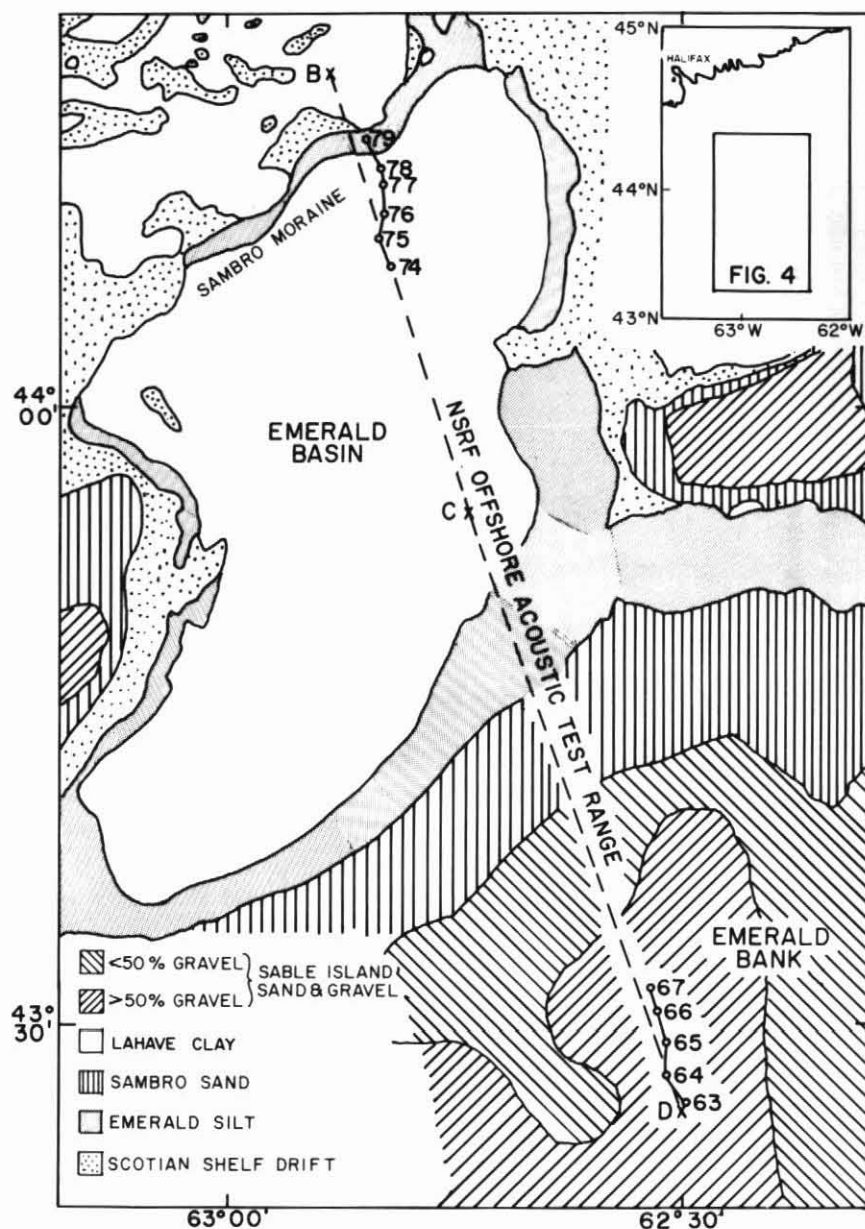 45°N
HALIFAX
44°N
FIG. 4
43°N
63°W
62°W
B
79
78
77
76
75
74
SAMBRO MORAINE
44°
00'
EMERALD
BASIN
C
NSRF OFFSHORE ACOUSTIC TEST RANGE
EMERALD
BANK
67
66
65
64
63
D
43°
30'
<50% GRAVEL
>50% GRAVEL
SABLE ISLAND
SAND & GRAVEL
LAHAVE CLAY
SAMBRO SAND
EMERALD SILT
SCOTIAN SHELF DRIFT
63°00'
62°30'